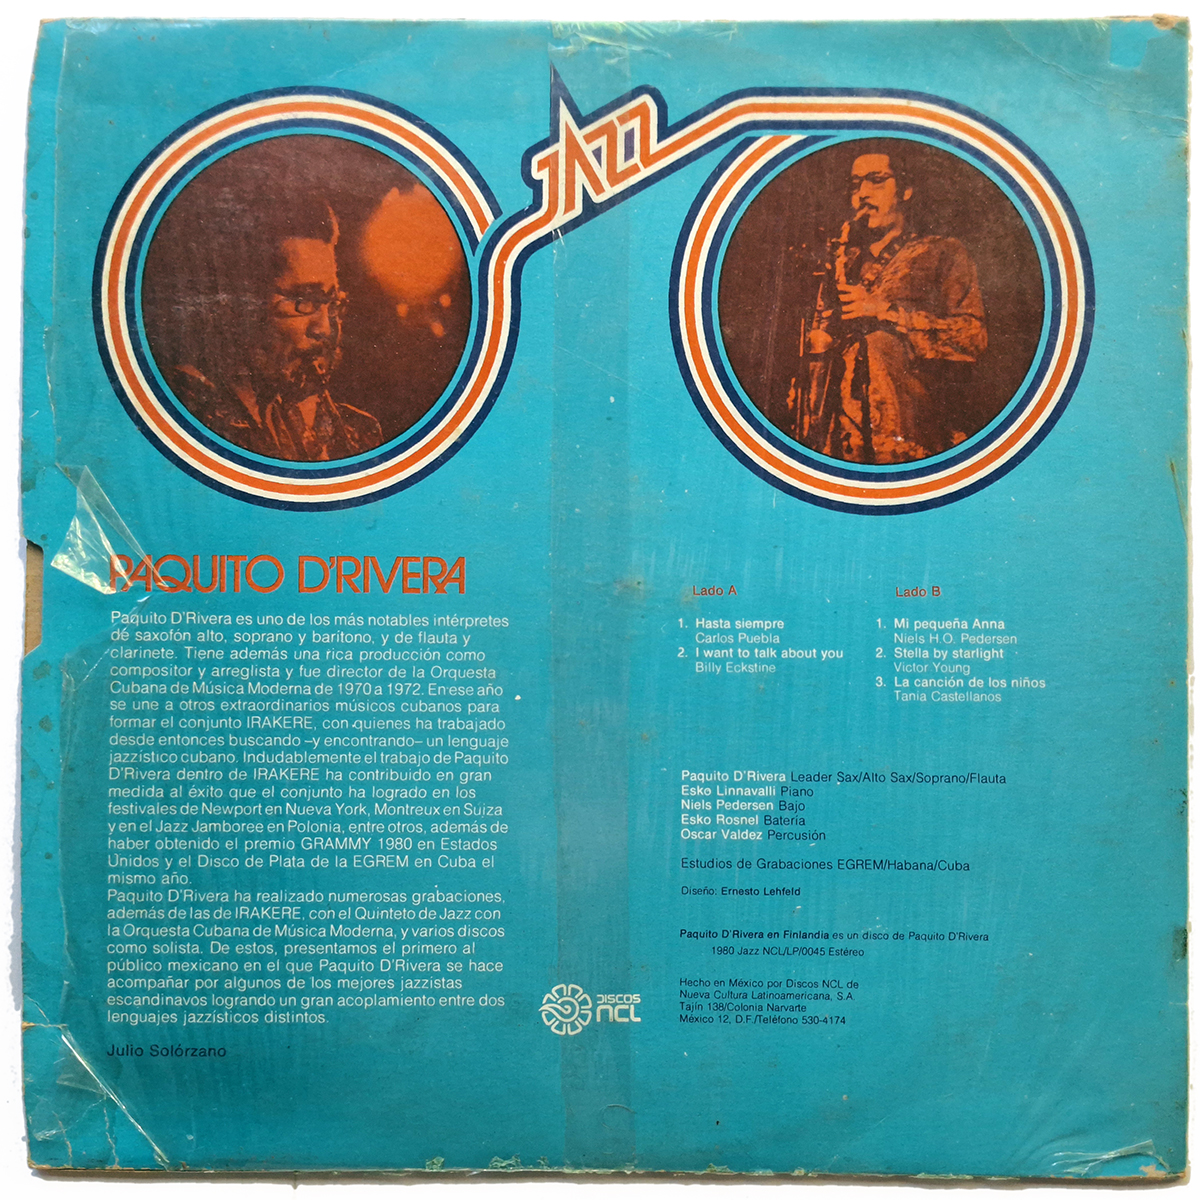 JAZZ
PAQUITO D'RIVERA
Paquito D'Rivera es uno de los más notables intérpretes
de saxofón alto, soprano y barítono, y de flauta y
clarinete. Tiene además una rica producción como
compositor y arreglista y fue director de la Orquesta
Cubana de Música Moderna de 1970 a 1972. En ese año
se une a otros extraordinarios músicos cubanos para
formar el conjunto IRAKERE, con quienes ha trabajado
desde entonces buscando –y encontrando– un lenguaje
jazzístico cubano. Indudablemente el trabajo de Paquito
D'Rivera dentro de IRAKERE ha contribuido en gran
medida al éxito que el conjunto ha logrado en los
festivales de Newport en Nueva York, Montreux en Suiza
y en el Jazz Jamboree en Polonia, entre otros, además de
haber obtenido el premio GRAMMY 1980 en Estados
Unidos y el Disco de Plata de la EGREM en Cuba el
mismo año.
Paquito D'Rivera ha realizado numerosas grabaciones,
además de las de IRAKERE, con el Quinteto de Jazz con
la Orquesta Cubana de Música Moderna, y varios discos
como solista. De estos, presentamos el primero al
público mexicano en el que Paquito D'Rivera se hace
acompañar por algunos de los mejores jazzistas
escandinavos logrando un gran acoplamiento entre dos
lenguajes jazzísticos distintos.
Julio Solórzano
Lado A
1. Hasta siempre
Carlos Puebla
2. I want to talk about you
Billy Eckstine
Lado B
1. Mi pequeña Anna
Niels H.O. Pedersen
2. Stella by starlight
Victor Young
3. La canción de los niños
Tania Castellanos
Paquito D'Rivera Leader Sax/Alto Sax/Soprano/Flauta
Esko Linnavalli Piano
Niels Pedersen Bajo
Esko Rosnel Batería
Oscar Valdez Percusión
Estudios de Grabaciones EGREM/Habana/Cuba
Diseño: Ernesto Lehfeld
Paquito D'Rivera en Finlandia es un disco de Paquito D'Rivera
1980 Jazz NCL/LP/0045 Estéreo
DISCOS
NCL
Hecho en México por Discos NCL de
Nueva Cultura Latinoamericana, S.A.
Tajín 138/Colonia Narvarte
México 12, D.F./Teléfono 530-4174